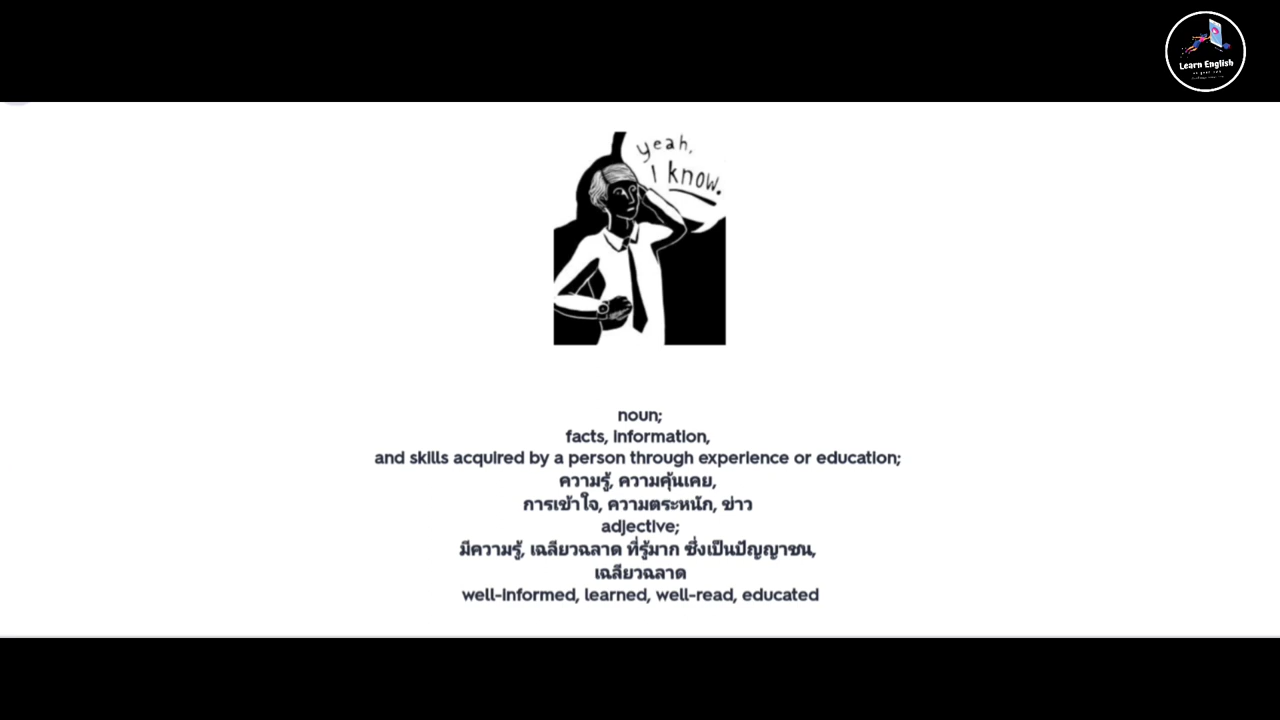 Learn English
yeah,
I know.
noun;
facts, information,
and skills acquired by a person through experience or education;
ความรู้, ความคุ้นเคย,
การเข้าใจ, ความตระหนัก, ข่าว
adjective;
มีความรู้, เฉลียวฉลาด ที่รู้มาก ซึ่งเป็นปัญญาชน,
เฉลียวฉลาด
well-informed, learned, well-read, educated